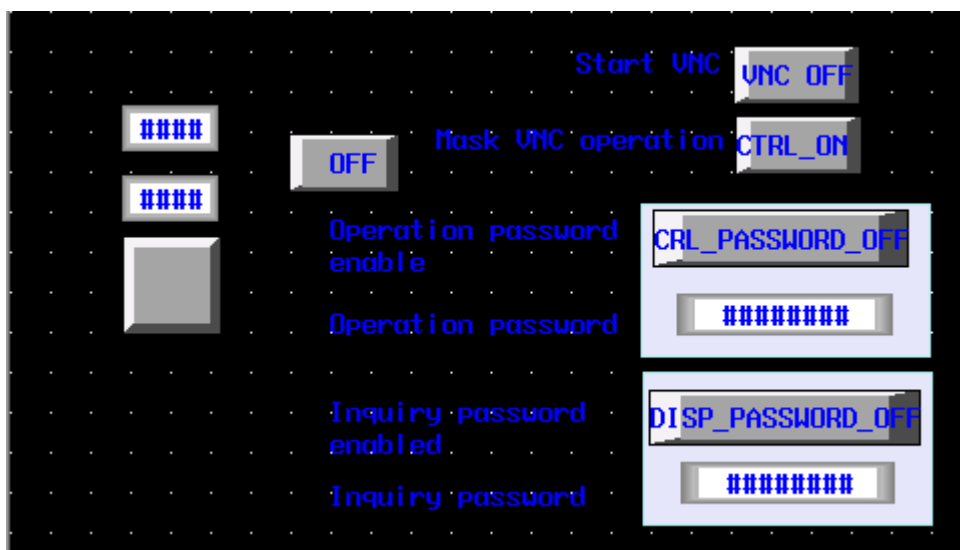 Start VNC
VNC OFF
####
Mask VNC operation
CTRL_ON
OFF
####
Operation password
enable
CRL_PASSWORD_OFF
Operation password
########
Inquiry password
enabled
DISP_PASSWORD_OFF
Inquiry password
########